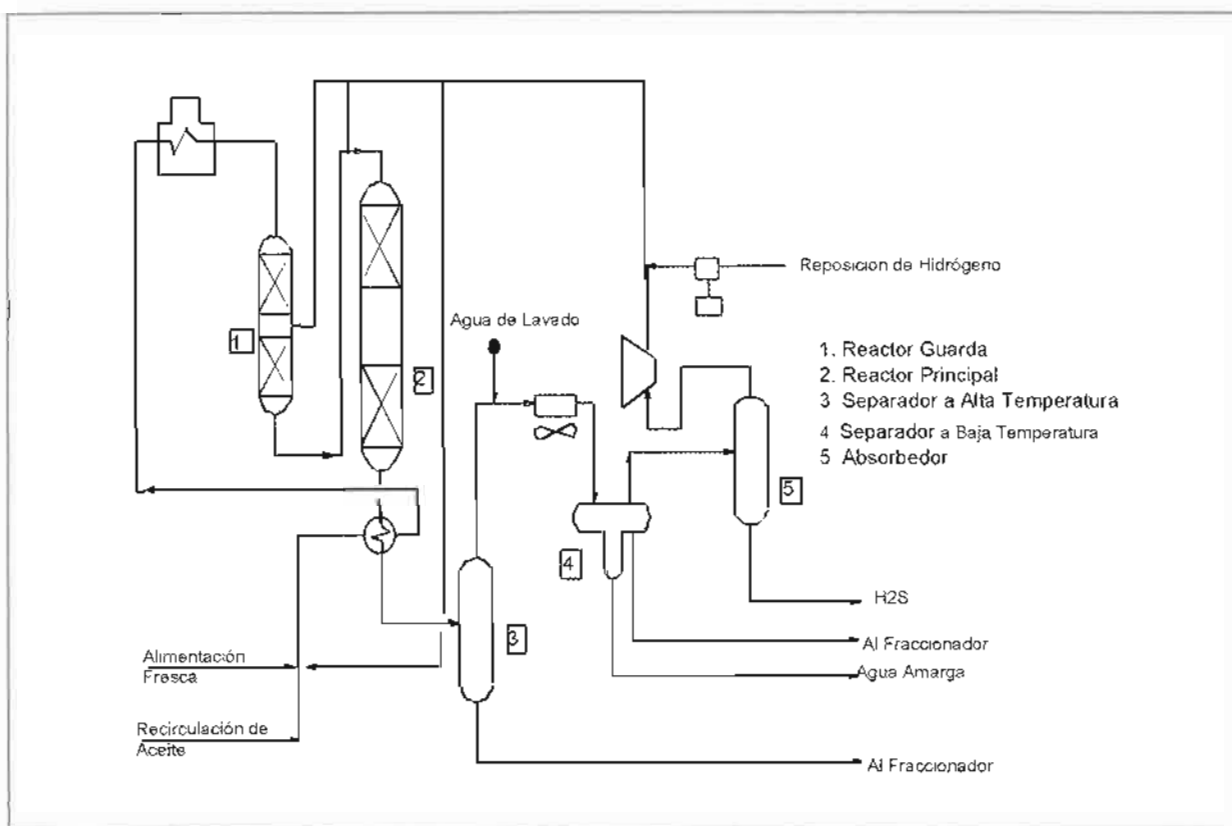 Reposicion de Hidrógeno
Agua de Lavado
1. Reactor Guarda
2. Reactor Principal
3 Separador a Alta Temperatura
4 Separador a Baja Temperatura
5 Absorbedor
1
2
5
4
3
H2S
Al Fraccionador
Agua Amarga
Alimentación
Fresca
Recirculación de
Aceite
Al Fraccionador